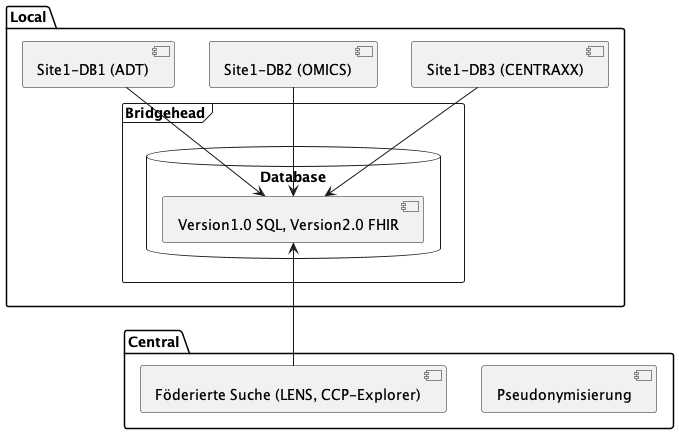 Local
Site1-DB1 (ADT)
Site1-DB2 (OMICS)
Site1-DB3 (CENTRAXX)
Bridgehead
Database
Version1.0 SQL, Version2.0 FHIR
Central
Föderierte Suche (LENS, CCP-Explorer)
Pseudonymisierung